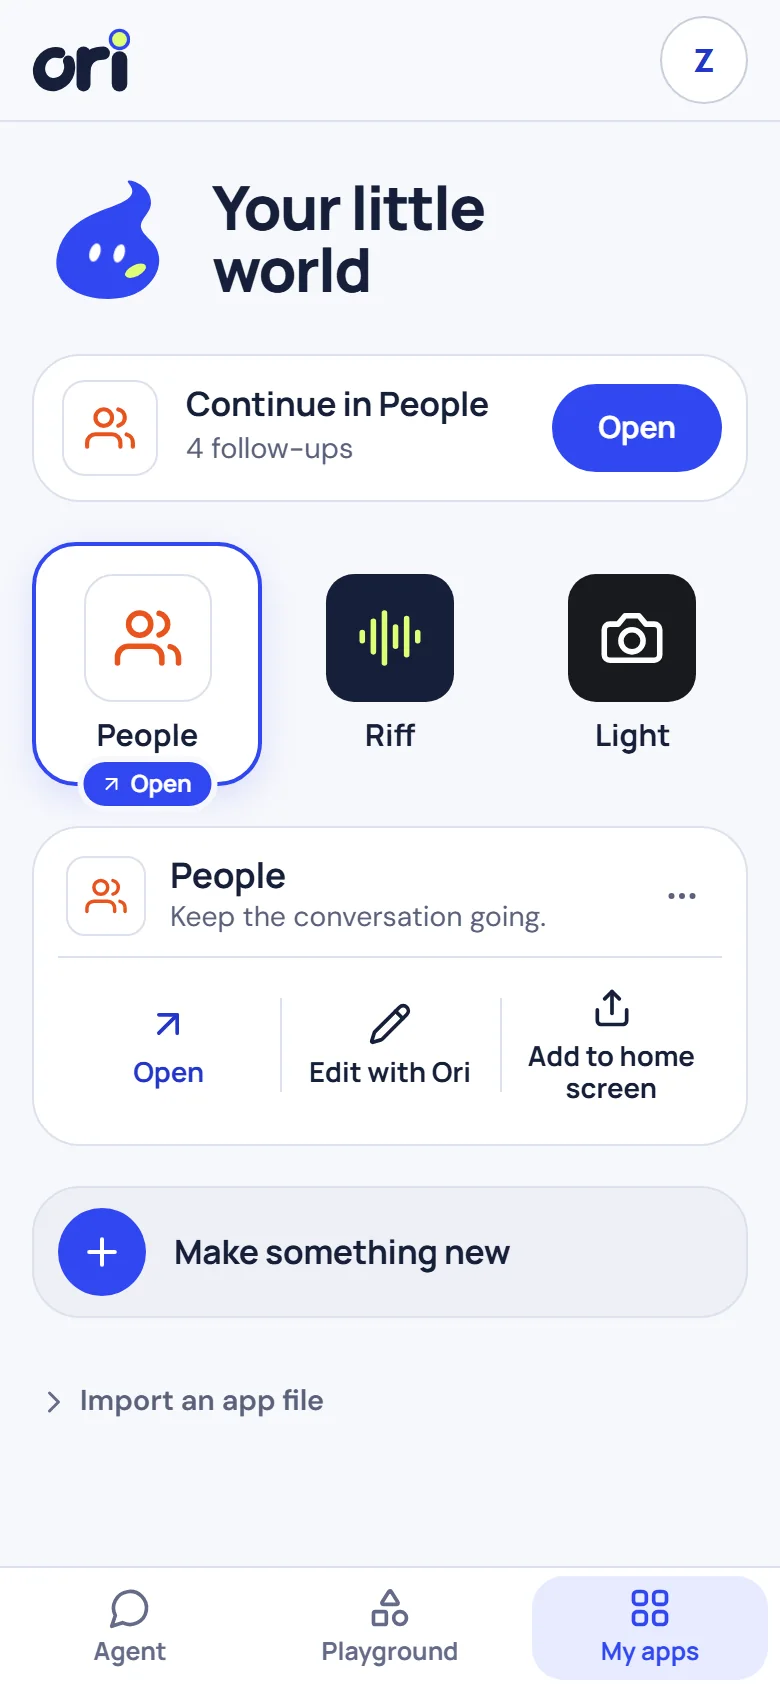 ori
Z
Your little
world
Continue in People
4 follow-ups
Open
People
Riff
Light
Open
People
Keep the conversation going.
Open
Edit with Ori
Add to home
screen
Make something new
Import an app file
Agent
Playground
My apps